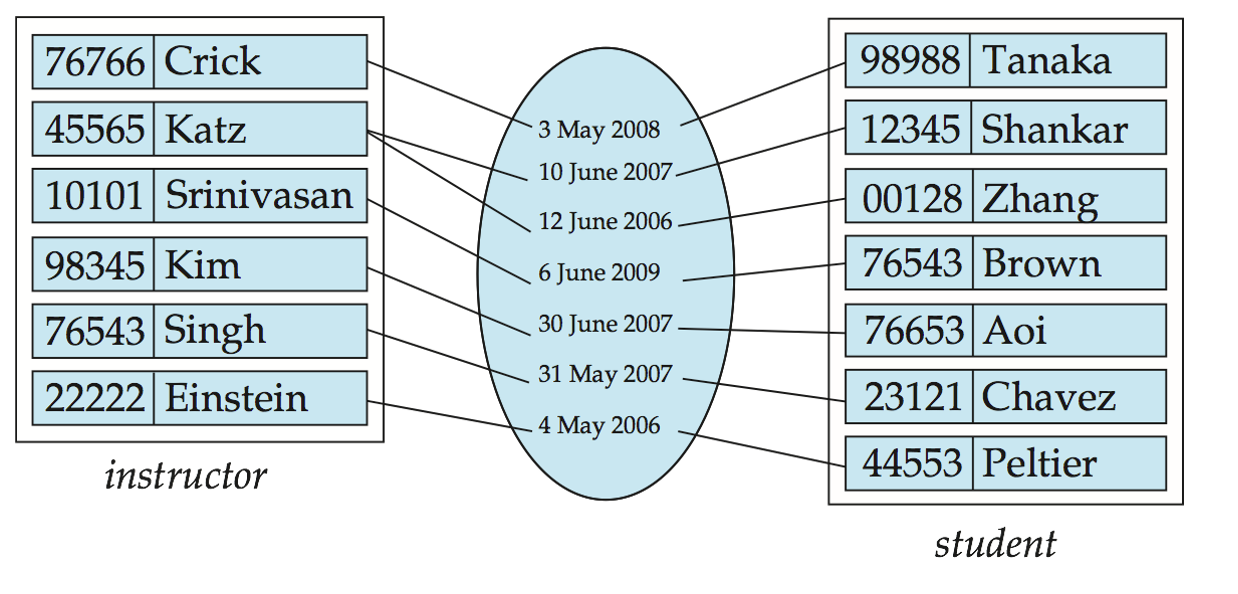 76766 Crick
45565 Katz
10101 Srinivasan
98345 Kim
76543 Singh
22222 Einstein
instructor
3 May 2008
10 June 2007
12 June 2006
6 June 2009
30 June 2007
31 May 2007
4 May 2006
98988 Tanaka
12345 Shankar
00128 Zhang
76543 Brown
76653 Aoi
23121 Chavez
44553 Peltier
student